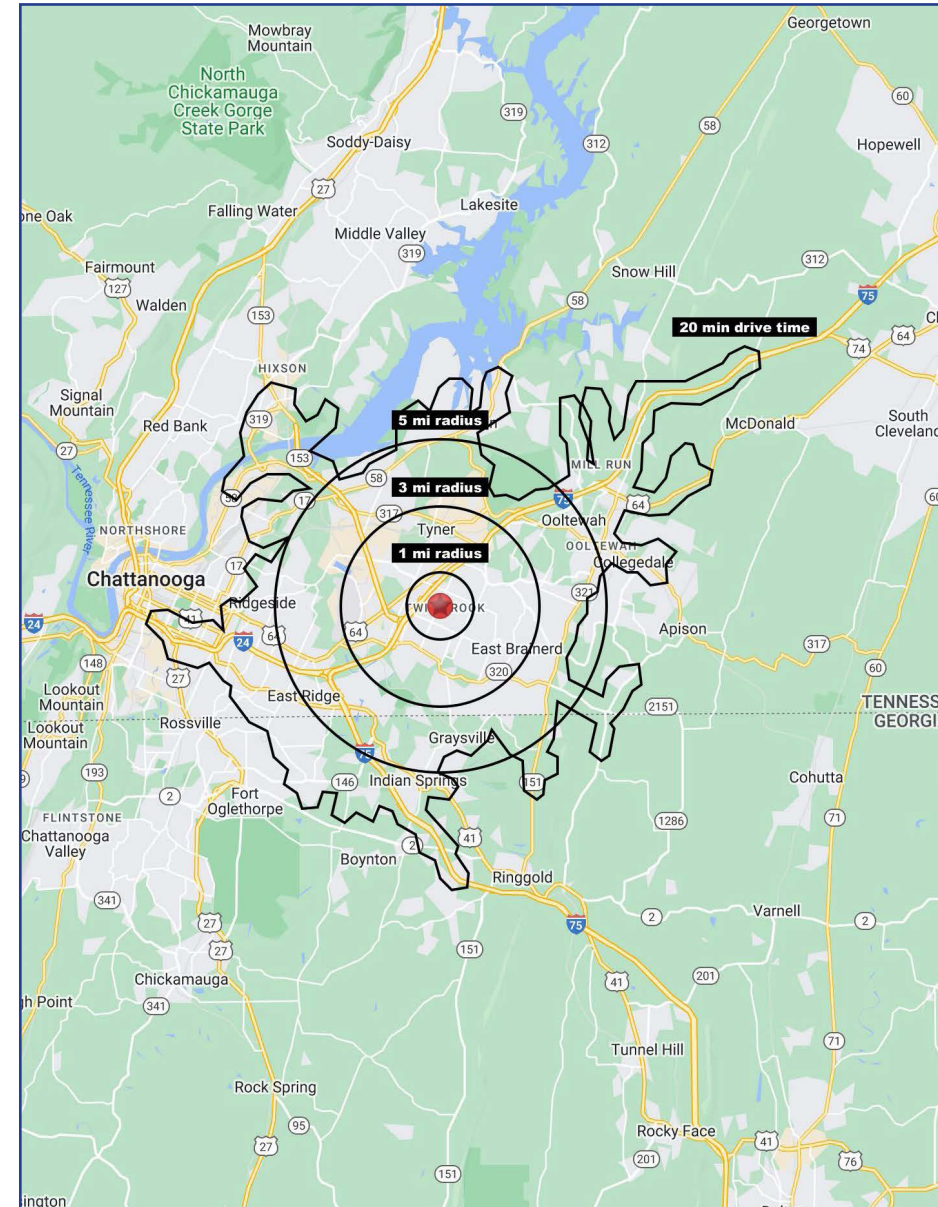 Mowbray
Mountain
Georgetown
North
Chickamauga
Creek Gorge
State Park
60
319
58
Soddy-Daisy
312
Hopewell
27
one Oak
Falling Water
Lakesite
Middle Valley
319
312
Fairmount
Snow Hill
127
75
Walden
58
153
20 min drive time
64
74
HIXSON
Signal
Mountain
319
5 mi radius
Red Bank
McDonald
South
Cleveland
27
153
MILL RUN
58
3 mi radius
58
17
75
64
60
317
Tennessee River
NORTHSHORE
Tyner
Ooltewah
1 mi radius
OOLTEWAH
Collegedale
17
Chattanooga
321
Ridgeside
41
24
64
64
24
East Brainerd
Apison
317
148
27
320
60
Lookout
Mountain
East Ridge
2151
TENNESS
GEORGI
Lookout
Mountain
Rossville
Graysville
75
193
146
Indian Springs
151
Cohutta
2
Fort
Oglethorpe
FLINTSTONE
71
Chattanooga
Valley
1286
41
2
Boynton
Ringgold
341
27
75
2
Varnell
2
27
151
Chickamauga
201
41
gh Point
341
71
Tunnel Hill
Rock Spring
95
Rocky Face
41
27
201
76
151
ington